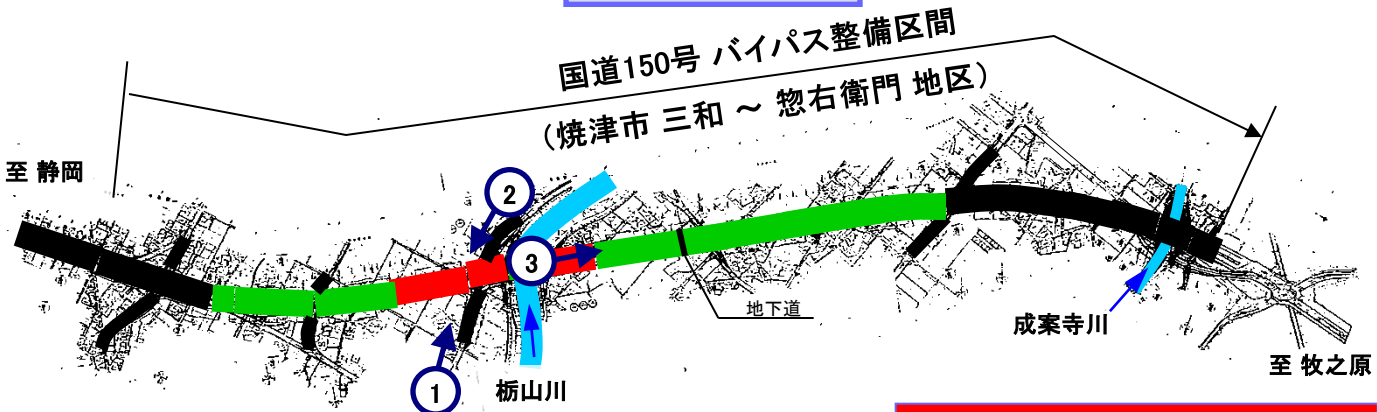 国道150号 バイパス整備区間
（焼津市 三和 ～ 惣右衛門 地区）
至 静岡
2
3
地下道
成案寺川
1
栃山川
至 牧之原